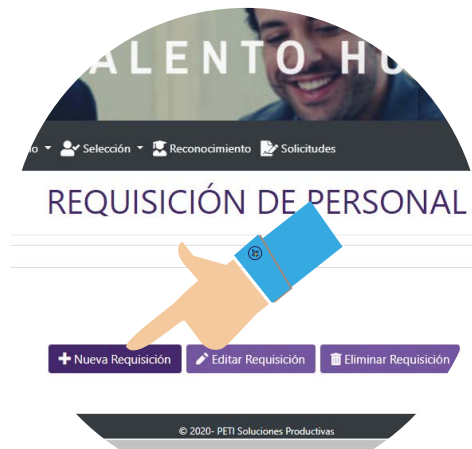 ALENTO HU
Selección Reconocimiento Solicitudes
REQUISICIÓN DE PERSONAL
Nueva Requisición Editar Requisición Eliminar Requisición
© 2020- PETI Soluciones Productivas